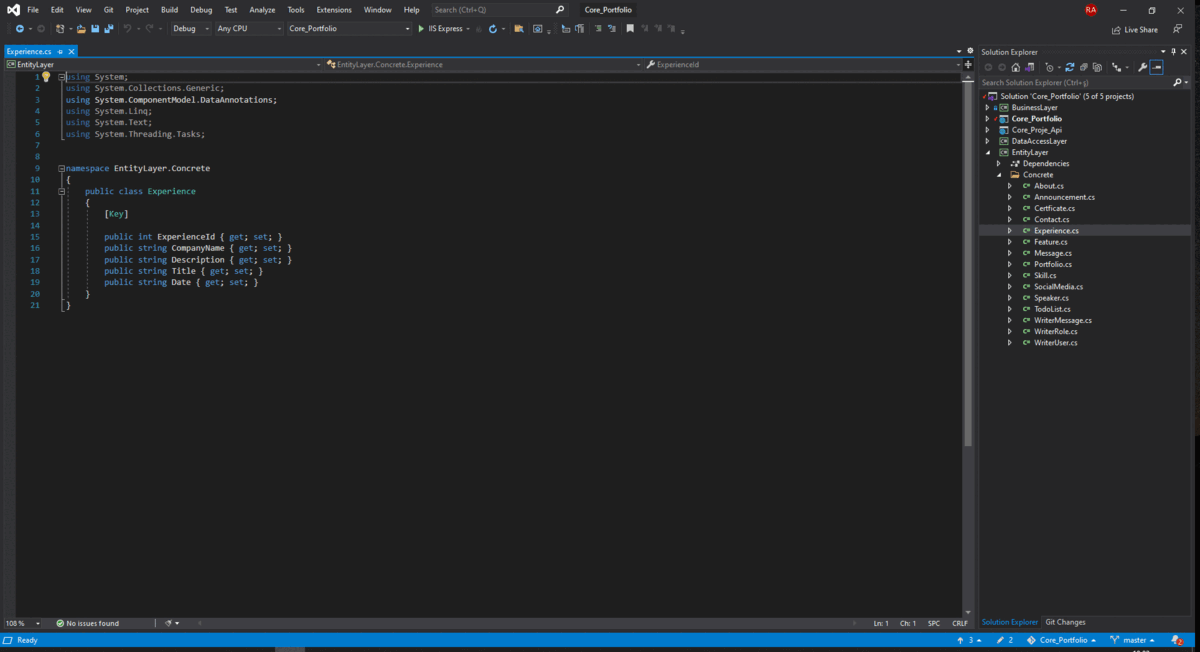 File Edit View Git Project Build Debug Test Analyze Tools Extensions Window Help Search (Ctrl+Q) Core_Portfolio RA
Debug Any CPU Core_Portfolio IIS Express Live Share
Experience.cs
EntityLayer EntityLayer.Concrete.Experience ExperienceId
1 using System;
2 using System.Collections.Generic;
3 using System.ComponentModel.DataAnnotations;
4 using System.Linq;
5 using System.Text;
6 using System.Threading.Tasks;
7
8
9 namespace EntityLayer.Concrete
10 {
11 public class Experience
12 {
13 [Key]
14
15 public int ExperienceId { get; set; }
16 public string CompanyName { get; set; }
17 public string Description { get; set; }
18 public string Title { get; set; }
19 public string Date { get; set; }
20 }
21 }
108 % No issues found Ln: 1 Ch: 1 SPC CRLF
Solution Explorer
Search Solution Explorer (Ctrl+ş)
Solution 'Core_Portfolio' (5 of 5 projects)
BusinessLayer
Core_Portfolio
Core_Proje_Api
DataAccessLayer
EntityLayer
Dependencies
Concrete
About.cs
Announcement.cs
Certficate.cs
Contact.cs
Experience.cs
Feature.cs
Message.cs
Portfolio.cs
Skill.cs
SocialMedia.cs
Speaker.cs
TodoList.cs
WriterMessage.cs
WriterRole.cs
WriterUser.cs
Solution Explorer Git Changes
Ready 3 2 Core_Portfolio master 2